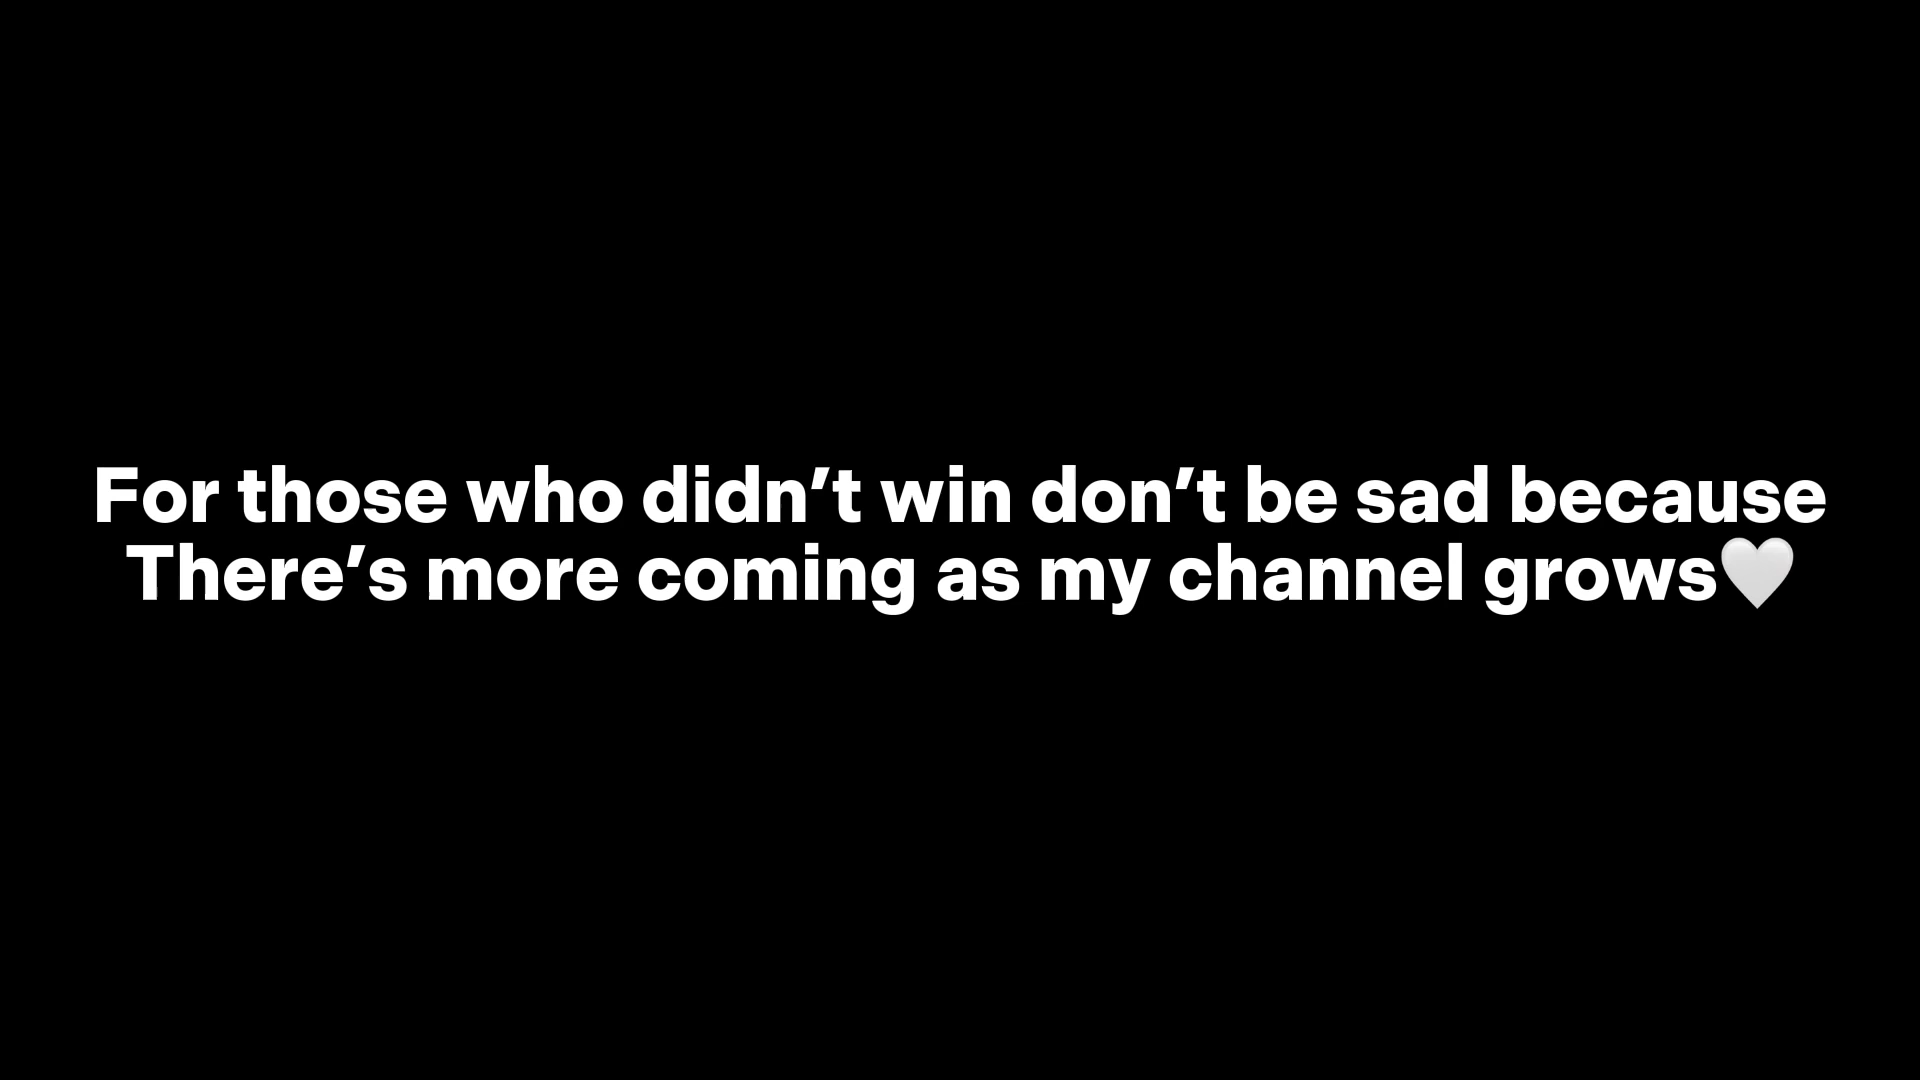 For those who didn’t win don’t be sad because
There’s more coming as my channel grows🤍